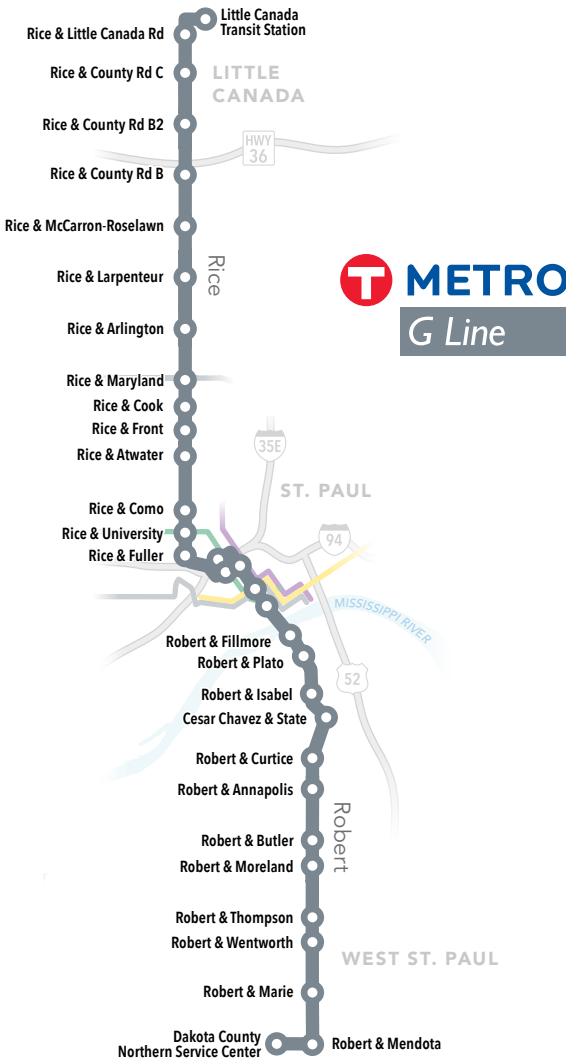 Little Canada
Transit Station
Rice & Little Canada Rd
Rice & County Rd C
LITTLE
CANADA
Rice & County Rd B2
HWY
36
Rice & County Rd B
Rice & McCarron-Roselawn
Rice
Rice & Larpenteur
T METRO
G Line
Rice & Arlington
Rice & Maryland
Rice & Cook
Rice & Front
35E
Rice & Atwater
ST. PAUL
Rice & Como
Rice & University
94
Rice & Fuller
MISSISSIPPI RIVER
Robert & Fillmore
Robert & Plato
52
Robert & Isabel
Cesar Chavez & State
Robert & Curtice
Robert & Annapolis
Robert
Robert & Butler
Robert & Moreland
Robert & Thompson
Robert & Wentworth
WEST ST. PAUL
Robert & Marie
Dakota County
Northern Service Center
Robert & Mendota